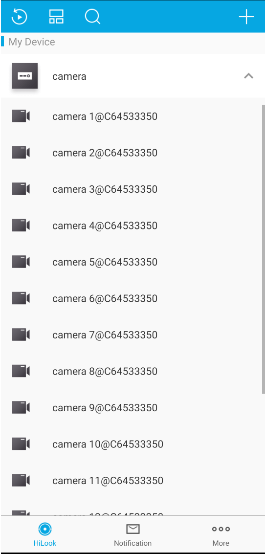 My Device
camera
camera 1@C64533350
camera 2@C64533350
camera 3@C64533350
camera 4@C64533350
camera 5@C64533350
camera 6@C64533350
camera 7@C64533350
camera 8@C64533350
camera 9@C64533350
camera 10@C64533350
camera 11@C64533350
HiLook
Notification
More